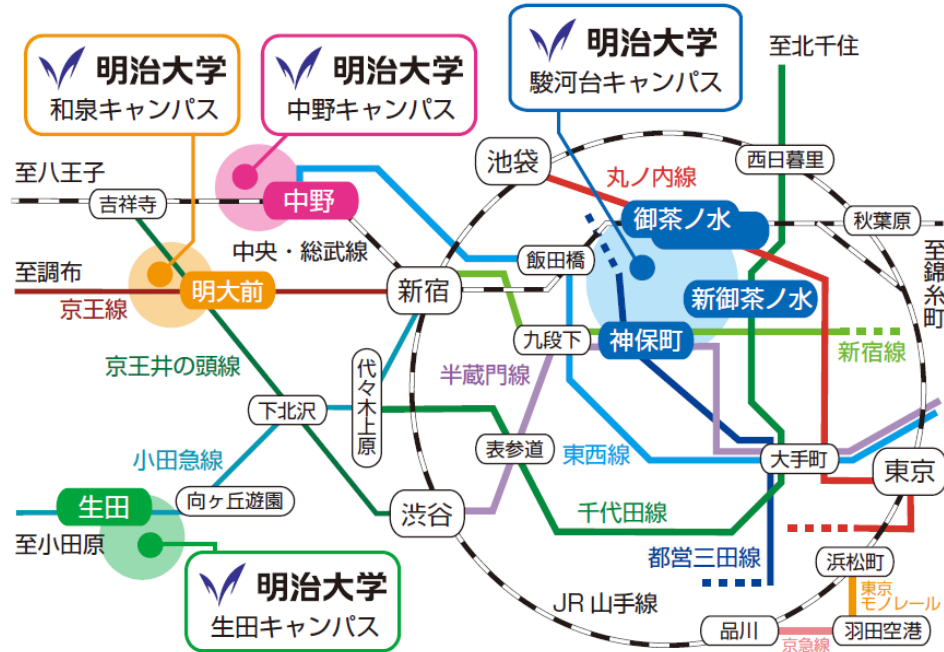 明治大学
和泉キャンパス
明治大学
中野キャンパス
明治大学
駿河台キャンパス
至北千住
至八王子
吉祥寺
中野
池袋
丸ノ内線
西日暮里
御茶ノ水
秋葉原
中央・総武線
飯田橋
至錦糸町
至調布
京王線
明大前
新宿
新御茶ノ水
九段下
神保町
新宿線
京王井の頭線
代々木上原
半蔵門線
下北沢
小田急線
表参道
東西線
大手町
東京
生田
向ヶ丘遊園
渋谷
千代田線
至小田原
都営三田線
浜松町
明治大学
生田キャンパス
JR山手線
東京
モノレール
品川
羽田空港
京急線